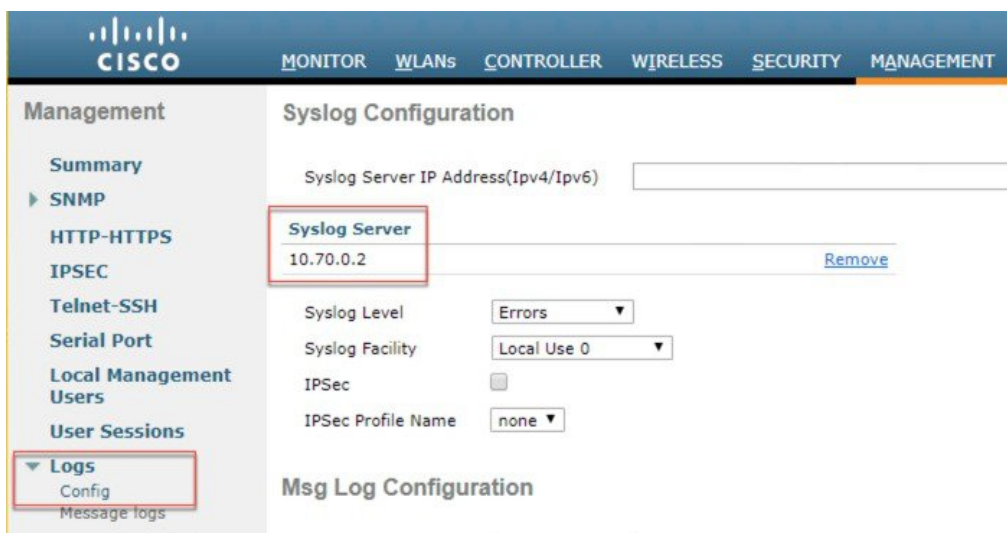 CISCO
MONITOR WLANs CONTROLLER WIRELESS SECURITY MANAGEMENT
Management
Summary
SNMP
HTTP-HTTPS
IPSEC
Telnet-SSH
Serial Port
Local Management
Users
User Sessions
Logs
Config
Message logs
Syslog Configuration
Syslog Server IP Address(Ipv4/Ipv6)
Syslog Server
10.70.0.2 Remove
Syslog Level Errors
Syslog Facility Local Use 0
IPSec
IPSec Profile Name none
Msg Log Configuration